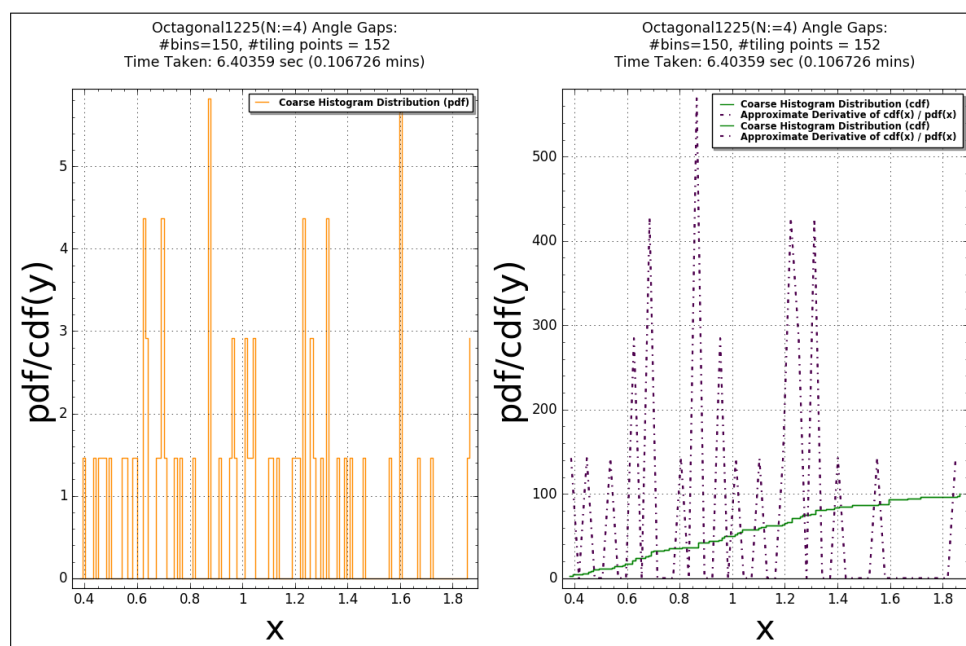 Octagonal1225(N:=4) Angle Gaps:
#bins=150, #tiling points = 152
Time Taken: 6.40359 sec (0.106726 mins)
Coarse Histogram Distribution (pdf)
pdf/cdf(y)
5
4
3
2
1
0
0.4 0.6 0.8 1 1.2 1.4 1.6 1.8
x
Octagonal1225(N:=4) Angle Gaps:
#bins=150, #tiling points = 152
Time Taken: 6.40359 sec (0.106726 mins)
Coarse Histogram Distribution (cdf)
Approximate Derivative of cdf(x) / pdf(x)
Coarse Histogram Distribution (cdf)
Approximate Derivative of cdf(x) / pdf(x)
pdf/cdf(y)
500
400
300
200
100
0
0.4 0.6 0.8 1 1.2 1.4 1.6 1.8
x